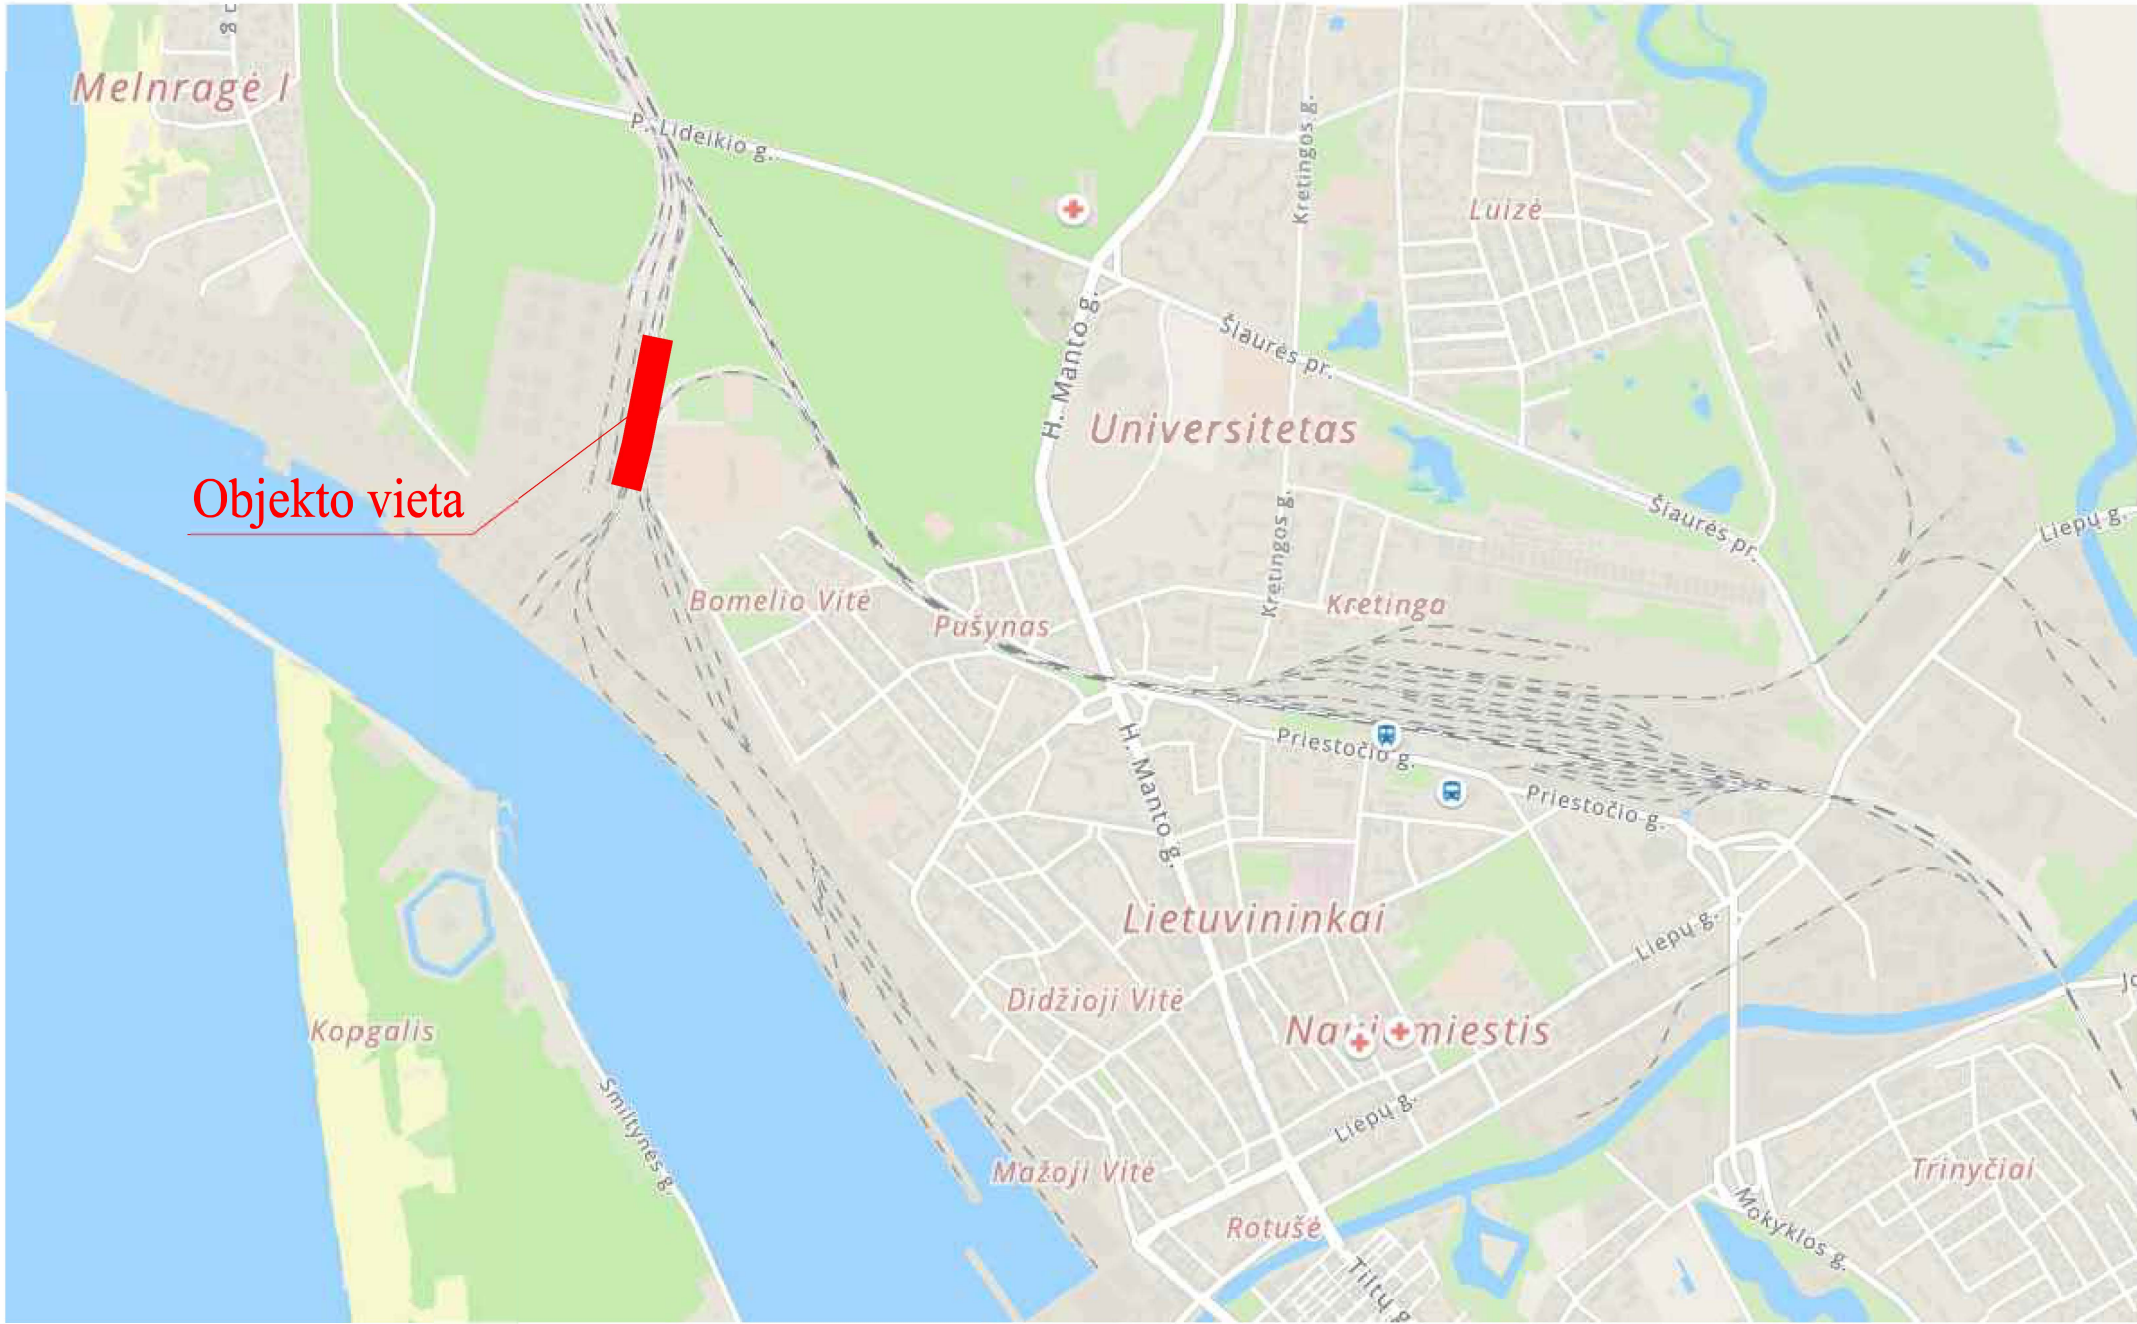 Melnragė I
P. Lideikio g.
Kretingos g.
Luizė
H. Manto g.
Šiaurės pr.
Universitetas
Objekto vieta
Kretingos g.
Šiaurės pr.
Liepų g.
Bomelio Vitė
Pušynas
Kretinga
H. Manto g.
Priestočio g.
Priestočio g.
Lietuvininkai
Liepų g.
Didžioji Vitė
Kopgalis
Smiltynės g.
Liepų g.
Mažoji Vitė
Rotušė
Trinyčiai
Mokyklos g.
Tiltų g.